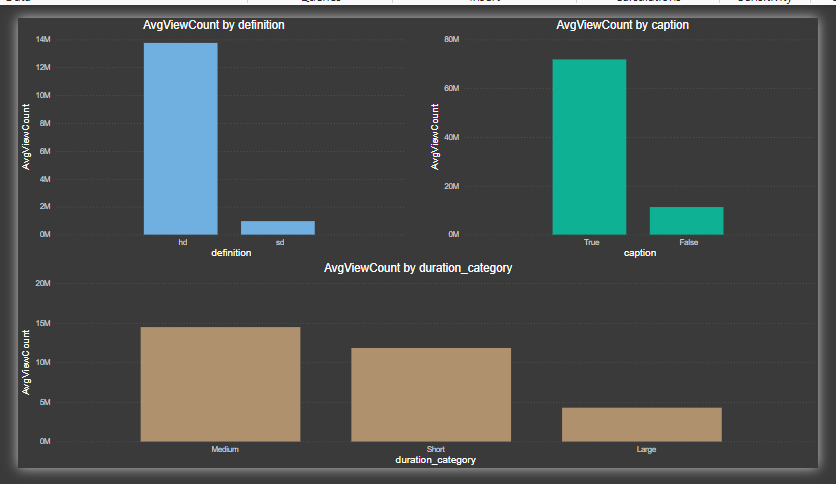 AvgViewCount by definition
14M
12M
10M
8M
6M
4M
2M
0M
AvgViewCount
hd
sd
definition
AvgViewCount by caption
80M
60M
40M
20M
0M
AvgViewCount
True
False
caption
AvgViewCount by duration_category
20M
15M
10M
5M
0M
AvgViewCount
Medium
Short
Large
duration_category